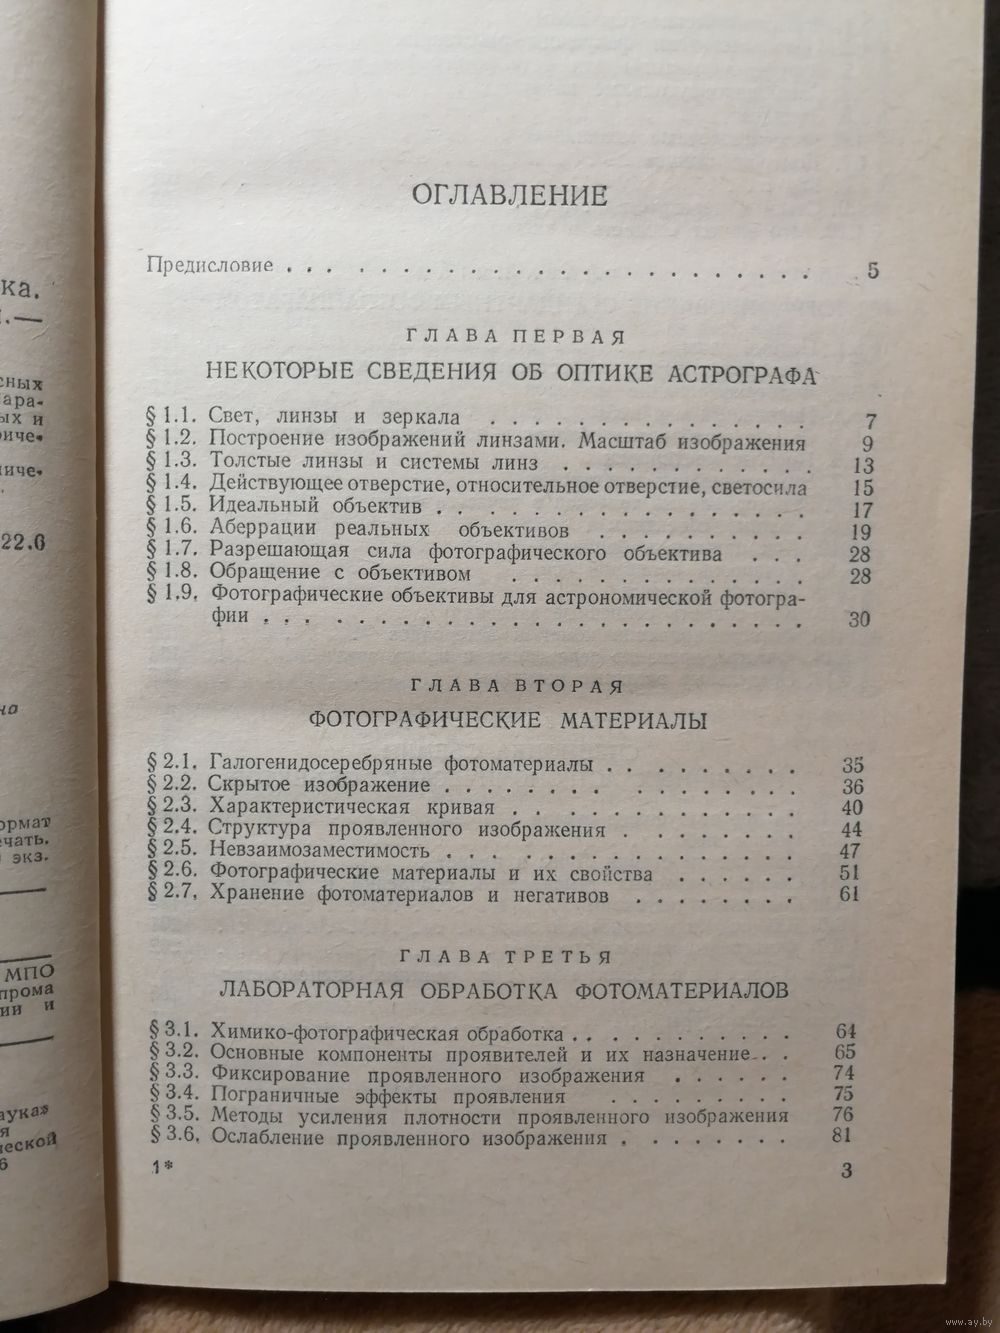 ОГЛАВЛЕНИЕ
Предисловие . . . . . . . . . . . . . . . . . . . . . . . . 5
ГЛАВА ПЕРВАЯ
НЕКОТОРЫЕ СВЕДЕНИЯ ОБ ОПТИКЕ АСТРОГРАФА
§ 1.1. Свет, линзы и зеркала . . . . . . . . . . . . . . 7
§ 1.2. Построение изображений линзами. Масштаб изображения 9
§ 1.3. Толстые линзы и системы линз . . . . . . . . . . . 13
§ 1.4. Действующее отверстие, относительное отверстие, светосила 15
§ 1.5. Идеальный объектив . . . . . . . . . . . . . . . . 17
§ 1.6. Аберрации реальных объективов . . . . . . . . . . 19
§ 1.7. Разрешающая сила фотографического объектива . . . 28
§ 1.8. Обращение с объективом . . . . . . . . . . . . . 28
§ 1.9. Фотографические объективы для астрономической фотогра-
фии . . . . . . . . . . . . . . . . . . . . . . . . 30
ГЛАВА ВТОРАЯ
ФОТОГРАФИЧЕСКИЕ МАТЕРИАЛЫ
§ 2.1. Галогенидосеребряные фотоматериалы . . . . . . . . . 35
§ 2.2. Скрытое изображение . . . . . . . . . . . . . . . 36
§ 2.3. Характеристическая кривая . . . . . . . . . . . . . 40
§ 2.4. Структура проявленного изображения . . . . . . . . 44
§ 2.5. Невзаимозаместимость . . . . . . . . . . . . . . . 47
§ 2.6. Фотографические материалы и их свойства . . . . . . 51
§ 2.7. Хранение фотоматериалов и негативов . . . . . . . . 61
ГЛАВА ТРЕТЬЯ
ЛАБОРАТОРНАЯ ОБРАБОТКА ФОТОМАТЕРИАЛОВ
§ 3.1. Химико-фотографическая обработка . . . . . . . . . . 64
§ 3.2. Основные компоненты проявителей и их назначение . . . 65
§ 3.3. Фиксирование проявленного изображения . . . . . . 74
§ 3.4. Пограничные эффекты проявления . . . . . . . . . 75
§ 3.5. Методы усиления плотности проявленного изображения 76
§ 3.6. Ослабление проявленного изображения . . . . . . . . 81
1* 3
22.6
МПО
www.ay.by